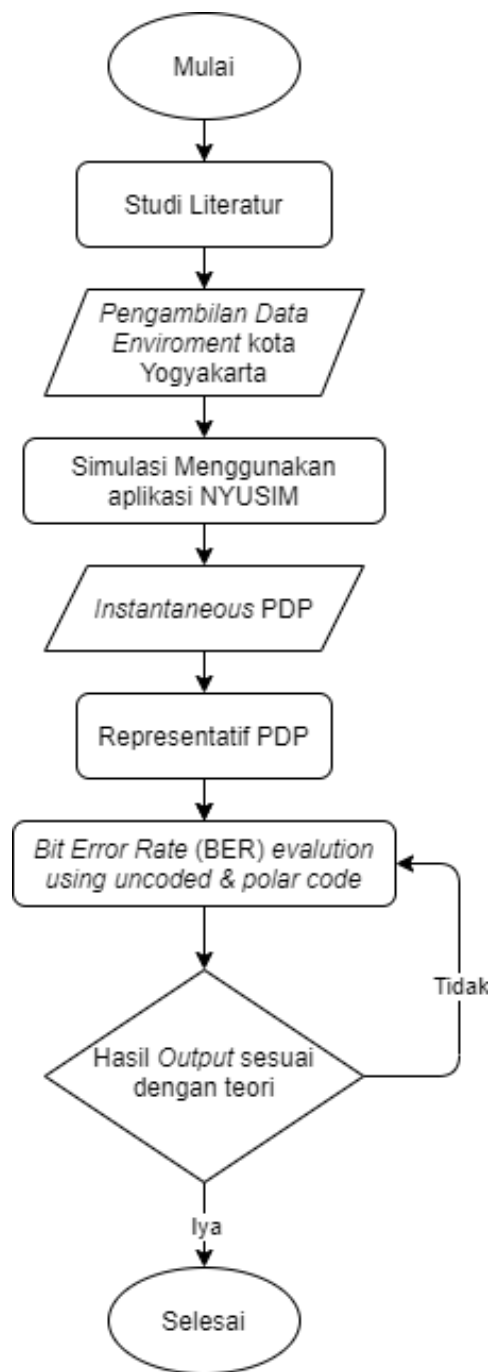 Mulai
Studi Literatur
Pengambilan Data
Enviroment kota
Yogyakarta
Simulasi Menggunakan
aplikasi NYUSIM
Instantaneous PDP
Representatif PDP
Bit Error Rate (BER) evalution
using uncoded & polar code
Hasil Output sesuai
dengan teori
Tidak
Iya
Selesai